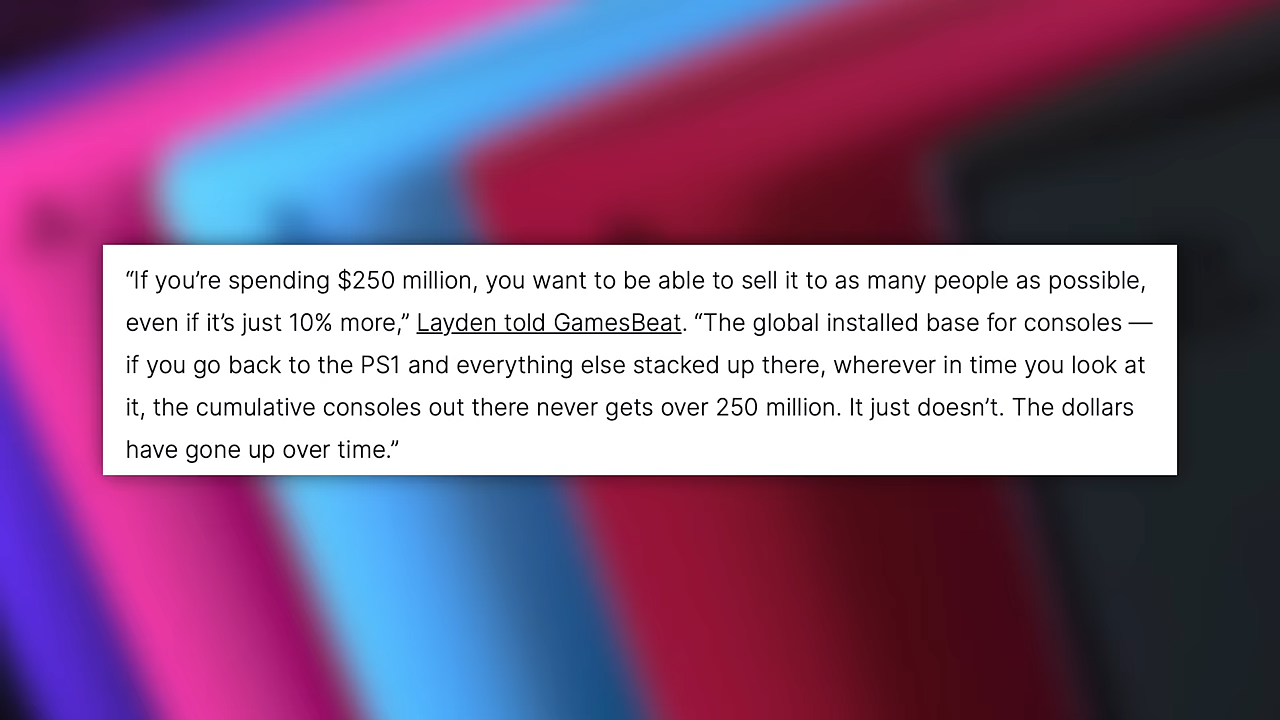 “If you’re spending $250 million, you want to be able to sell it to as many people as possible,
even if it’s just 10% more,” Layden told GamesBeat. “The global installed base for consoles —
if you go back to the PS1 and everything else stacked up there, wherever in time you look at
it, the cumulative consoles out there never gets over 250 million. It just doesn’t. The dollars
have gone up over time.”